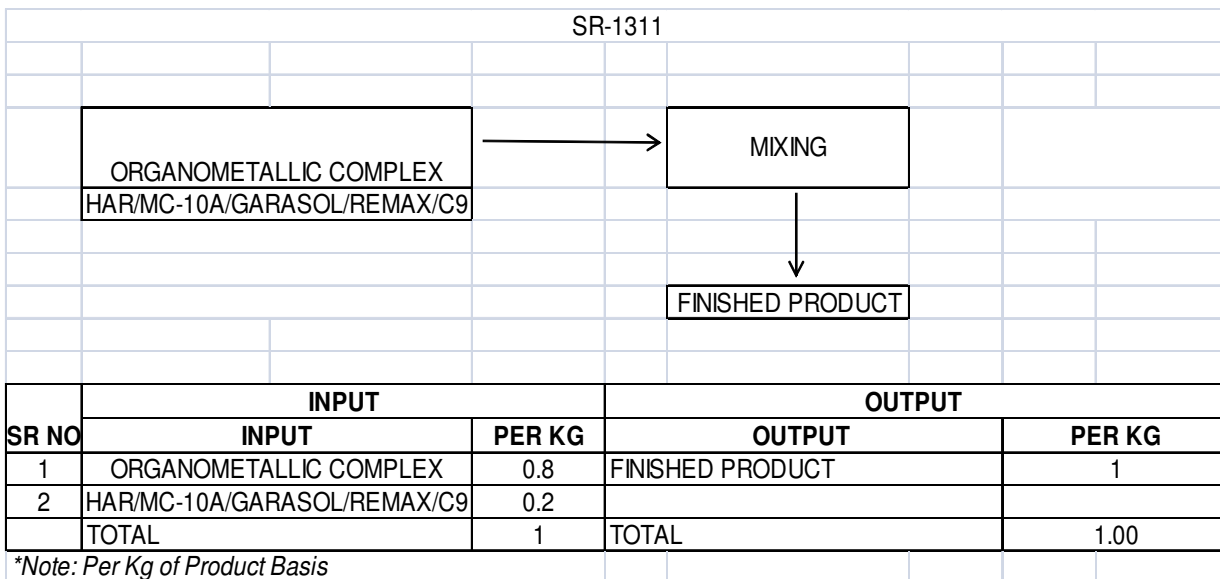 SR-1311
ORGANOMETALLIC COMPLEX
HAR/MC-10A/GARASOL/REMAX/C9
MIXING
FINISHED PRODUCT
INPUT OUTPUT
SR NO INPUT PER KG OUTPUT PER KG
1 ORGANOMETALLIC COMPLEX 0.8 FINISHED PRODUCT 1
2 HAR/MC-10A/GARASOL/REMAX/C9 0.2
TOTAL 1 TOTAL 1.00
*Note: Per Kg of Product Basis